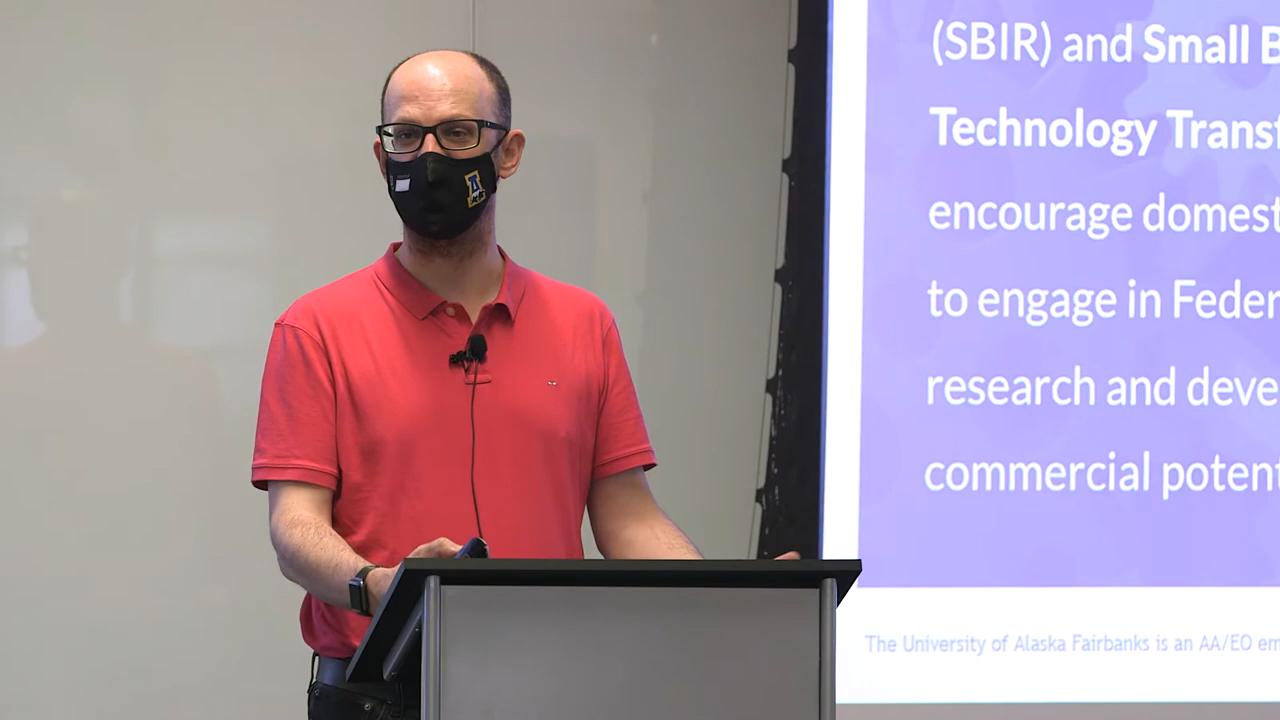 (SBIR) and Small B
Technology Transf
encourage domest
to engage in Feder
research and deve
commercial potent
The University of Alaska Fairbanks is an AA/EO em
A